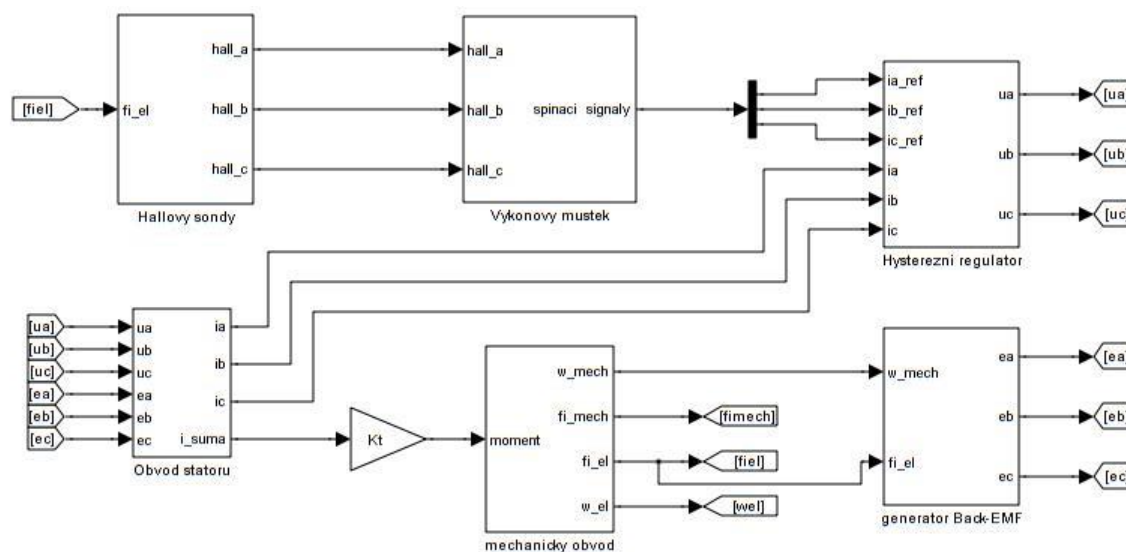 [fiel]
fi_el
hall_a
hall_b
hall_c
Hallovy sondy
hall_a
hall_b
hall_c
spinaci signaly
Vykonovy mustek
ia_ref
ib_ref
ic_ref
ia
ib
ic
ua
ub
uc
Hysterezni regulator
[ua]
[ub]
[uc]
[ua]
[ub]
[uc]
[ea]
[eb]
[ec]
ua
ub
uc
ea
eb
ec
ia
ib
ic
i_suma
Obvod statoru
Kt
moment
w_mech
fi_mech
fi_el
w_el
mechanicky obvod
[fimech]
[fiel]
[wel]
w_mech
fi_el
ea
eb
ec
generator Back-EMF
[ea]
[eb]
[ec]